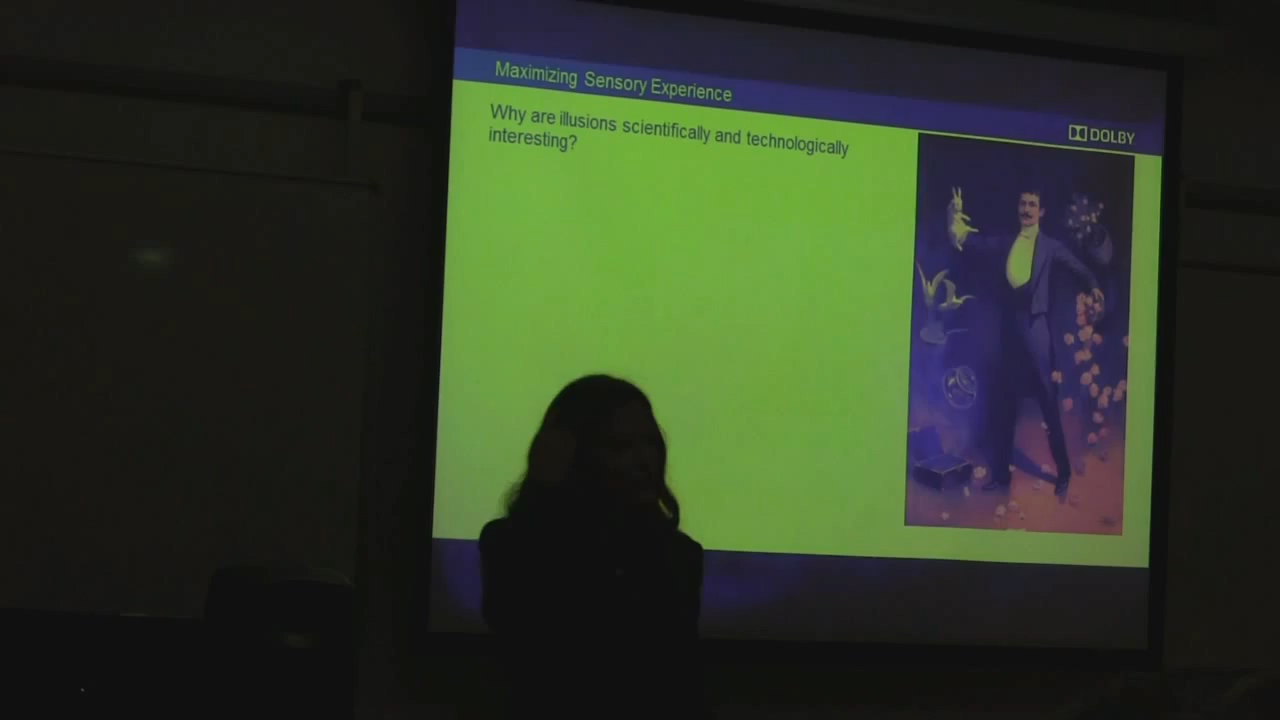 Maximizing Sensory Experience
DOLBY
Why are illusions scientifically and technologically
interesting?